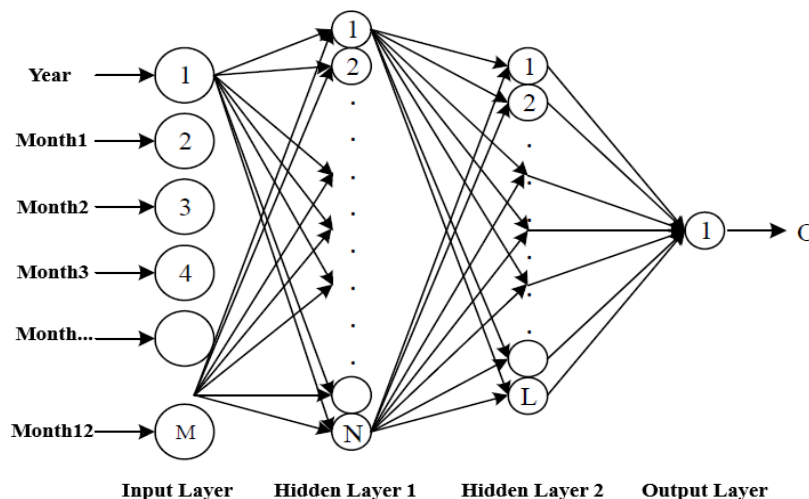 Year
Month1
Month2
Month3
Month...
Month12
1
2
3
4
M
1
2
N
1
2
L
1
Input Layer
Hidden Layer 1
Hidden Layer 2
Output Layer